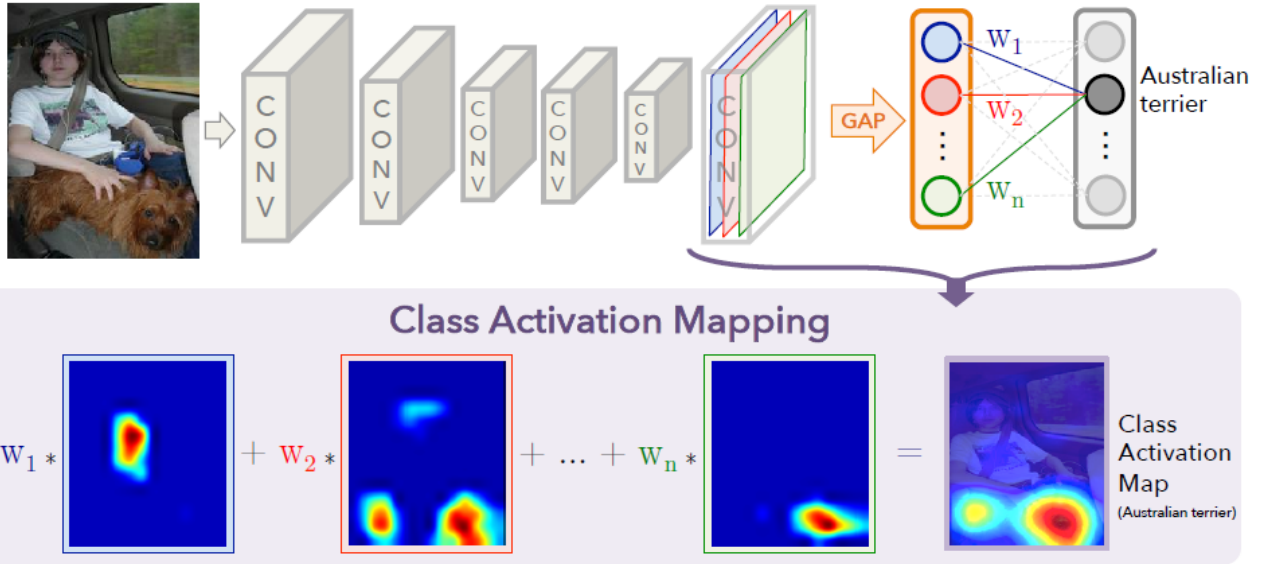 CONV
CONV
CONV
CONV
CONV
CONV
GAP
w1
w2
⋮
wn
⋮
Australian
terrier
Class Activation Mapping
w1 * + w2 * + ... + wn * =
Class
Activation
Map
(Australian terrier)